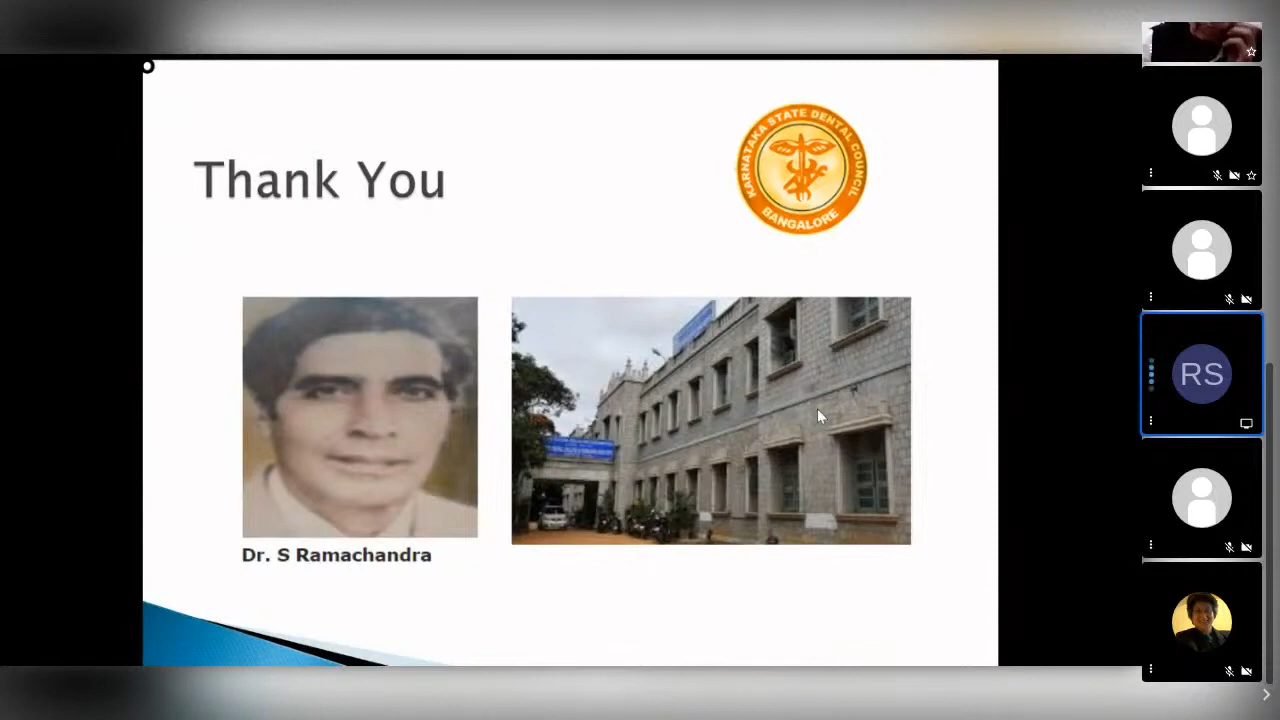 Thank You
KARNATAKA STATE DENTAL COUNCIL
BANGALORE
RS
Dr. S Ramachandra